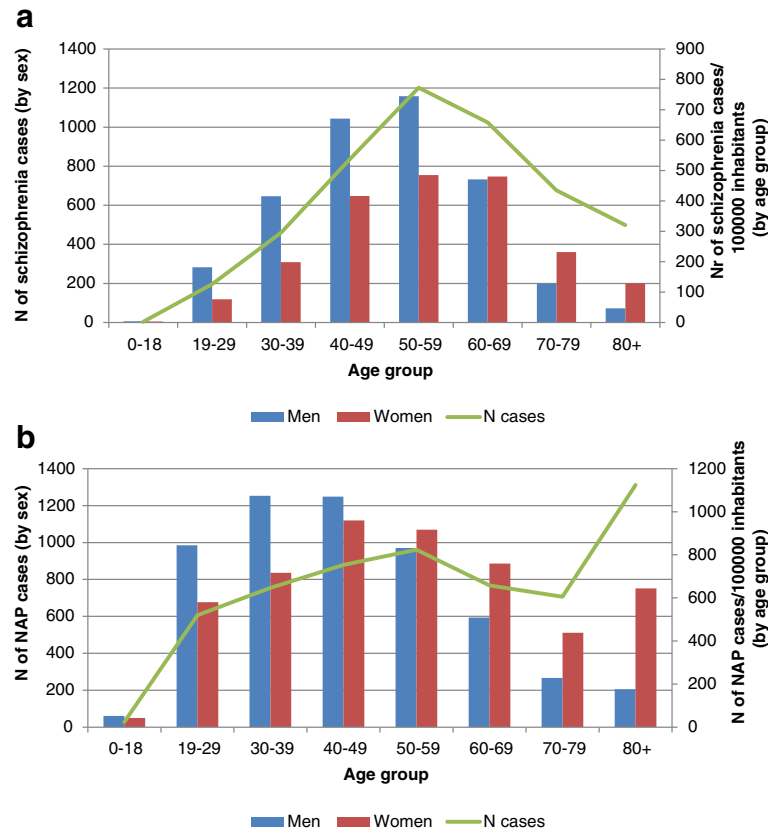 a
N of schizophrenia cases (by sex)
1400
1200
1000
800
600
400
200
0
900
800
700
600
500
400
300
200
100
0
Nr of schizophrenia cases/
100000 inhabitants
(by age group)
0-18 19-29 30-39 40-49 50-59 60-69 70-79 80+
Age group
Men Women N cases
b
N of NAP cases (by sex)
1400
1200
1000
800
600
400
200
0
1200
1000
800
600
400
200
0
N of NAP cases/100000 inhabitants
(by age group)
0-18 19-29 30-39 40-49 50-59 60-69 70-79 80+
Age group
Men Women N cases